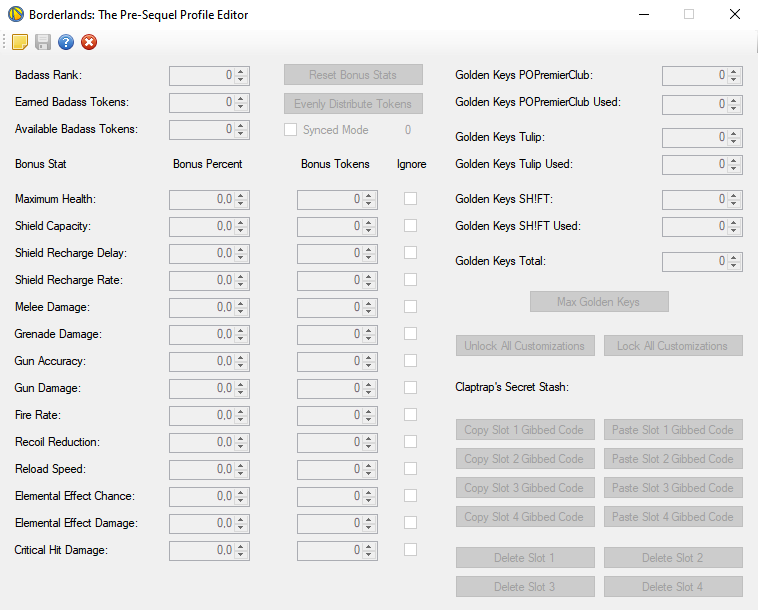 Borderlands: The Pre-Sequel Profile Editor
Badass Rank: 0
Reset Bonus Stats
Earned Badass Tokens: 0
Evenly Distribute Tokens
Available Badass Tokens: 0
Synced Mode 0
Bonus Stat Bonus Percent Bonus Tokens Ignore
Maximum Health: 0,0 0
Shield Capacity: 0,0 0
Shield Recharge Delay: 0,0 0
Shield Recharge Rate: 0,0 0
Melee Damage: 0,0 0
Grenade Damage: 0,0 0
Gun Accuracy: 0,0 0
Gun Damage: 0,0 0
Fire Rate: 0,0 0
Recoil Reduction: 0,0 0
Reload Speed: 0,0 0
Elemental Effect Chance: 0,0 0
Elemental Effect Damage: 0,0 0
Critical Hit Damage: 0,0 0
Golden Keys POPremierClub: 0
Golden Keys POPremierClub Used: 0
Golden Keys Tulip: 0
Golden Keys Tulip Used: 0
Golden Keys SH!FT: 0
Golden Keys SH!FT Used: 0
Golden Keys Total: 0
Max Golden Keys
Unlock All Customizations Lock All Customizations
Claptrap's Secret Stash:
Copy Slot 1 Gibbed Code Paste Slot 1 Gibbed Code
Copy Slot 2 Gibbed Code Paste Slot 2 Gibbed Code
Copy Slot 3 Gibbed Code Paste Slot 3 Gibbed Code
Copy Slot 4 Gibbed Code Paste Slot 4 Gibbed Code
Delete Slot 1 Delete Slot 2
Delete Slot 3 Delete Slot 4